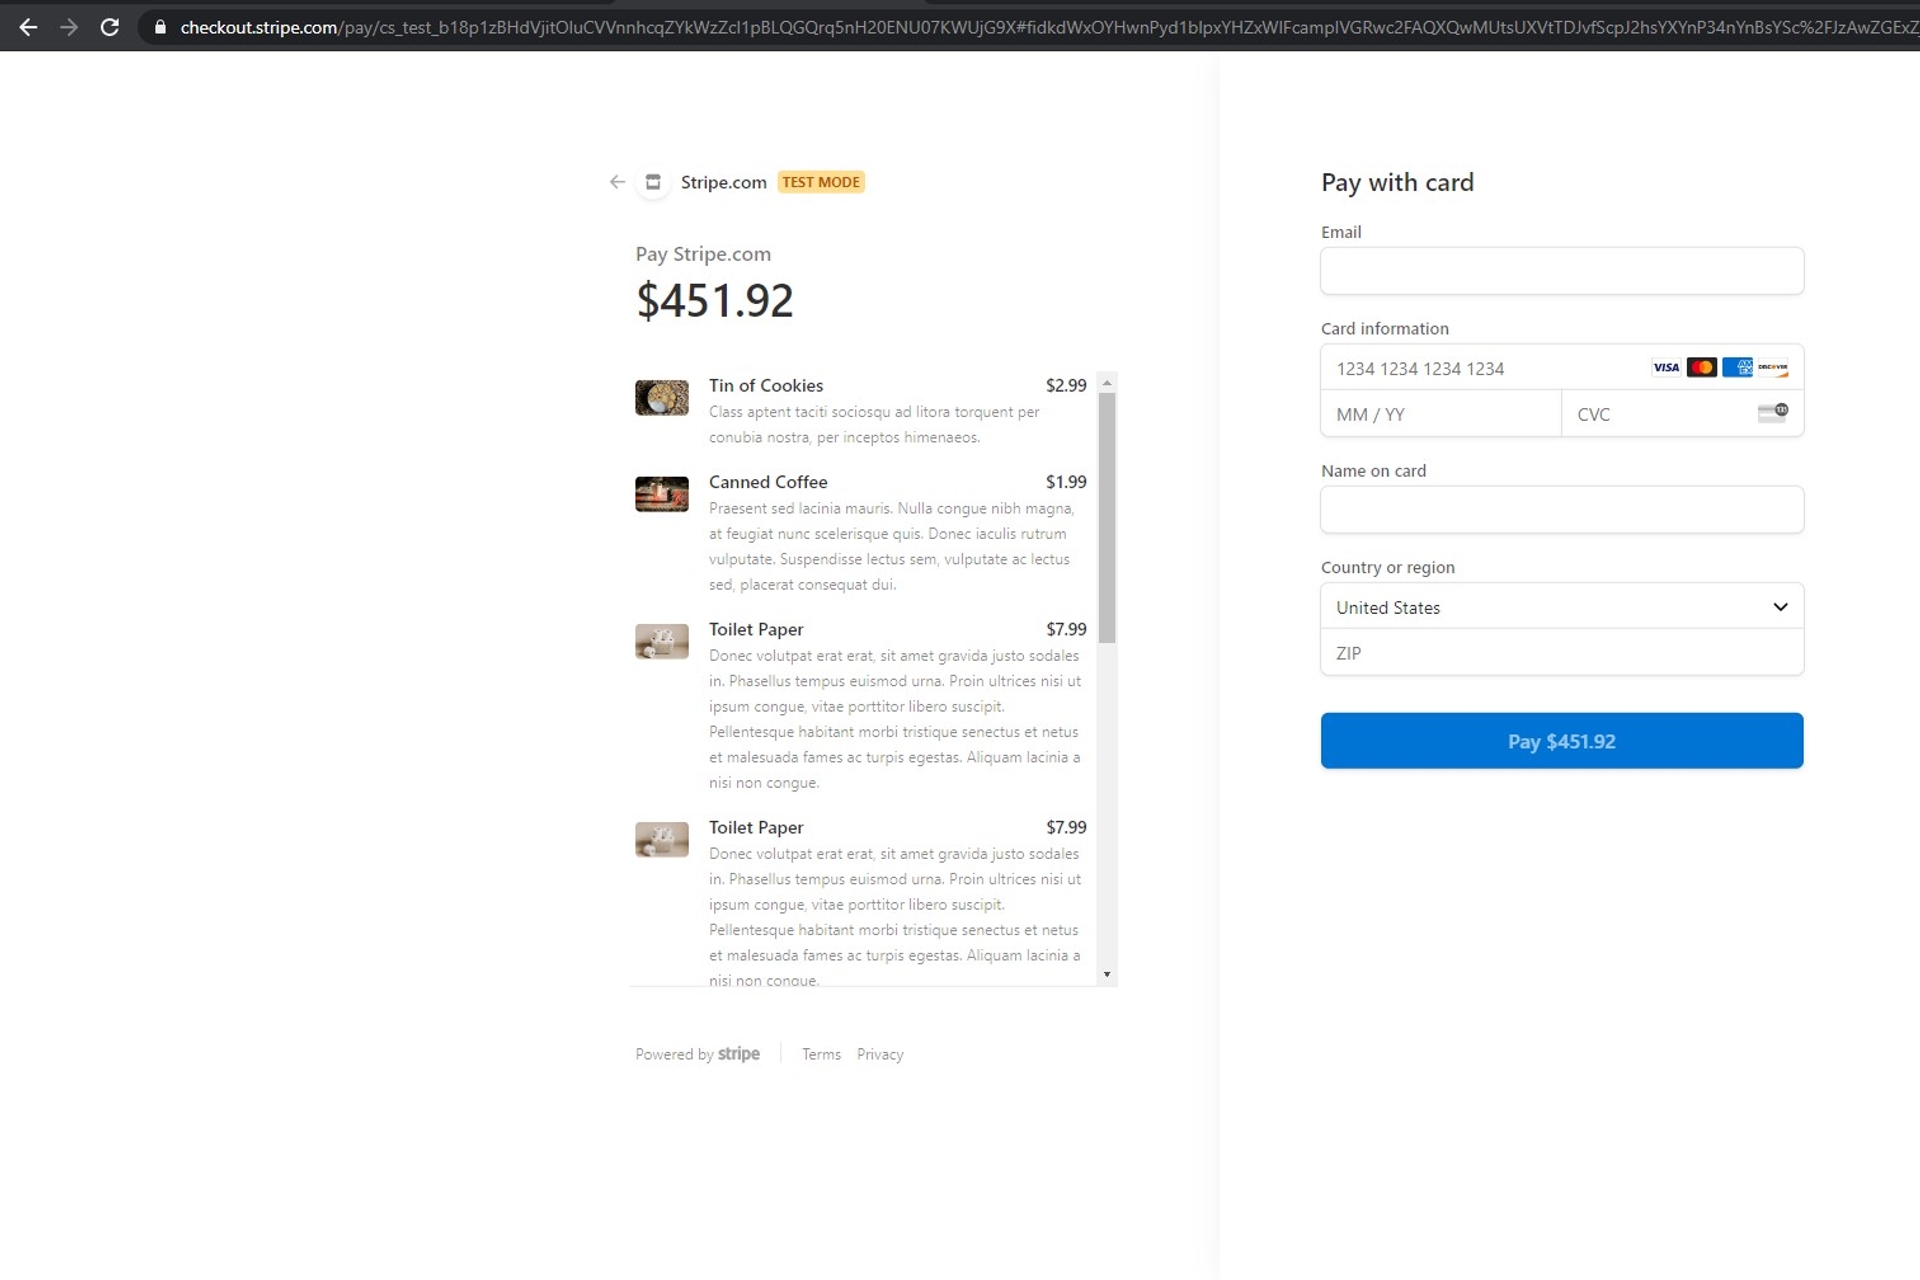 checkout.stripe.com/pay/cs_test_b18p1zBHdVjitOIuCVVnnhcqZYkWzZcl1pBLQGQrq5nH20ENU07KWUjG9X#fidkdWxOYHwnPyd1blpxYHZxWlFcamplVGRwc2FAQXQwMUtsUXVtTDJvfScpJ2hsYXYnP34nYnBsYSc%2FJzAwZGExZ
Stripe.com TEST MODE
Pay Stripe.com
$451.92
Tin of Cookies $2.99
Class aptent taciti sociosqu ad litora torquent per
conubia nostra, per inceptos himenaeos.
Canned Coffee $1.99
Praesent sed lacinia mauris. Nulla congue nibh magna,
at feugiat nunc scelerisque quis. Donec iaculis rutrum
vulputate. Suspendisse lectus sem, vulputate ac lectus
sed, placerat consequat dui.
Toilet Paper $7.99
Donec volutpat erat erat, sit amet gravida justo sodales
in. Phasellus tempus euismod urna. Proin ultrices nisi ut
ipsum congue, vitae porttitor libero suscipit.
Pellentesque habitant morbi tristique senectus et netus
et malesuada fames ac turpis egestas. Aliquam lacinia a
nisi non congue.
Toilet Paper $7.99
Donec volutpat erat erat, sit amet gravida justo sodales
in. Phasellus tempus euismod urna. Proin ultrices nisi ut
ipsum congue, vitae porttitor libero suscipit.
Pellentesque habitant morbi tristique senectus et netus
et malesuada fames ac turpis egestas. Aliquam lacinia a
nisi non congue.
Powered by stripe Terms Privacy
Pay with card
Email
Card information
1234 1234 1234 1234 VISA AMEX DISCOVER
MM / YY CVC 135
Name on card
Country or region
United States
ZIP
Pay $451.92